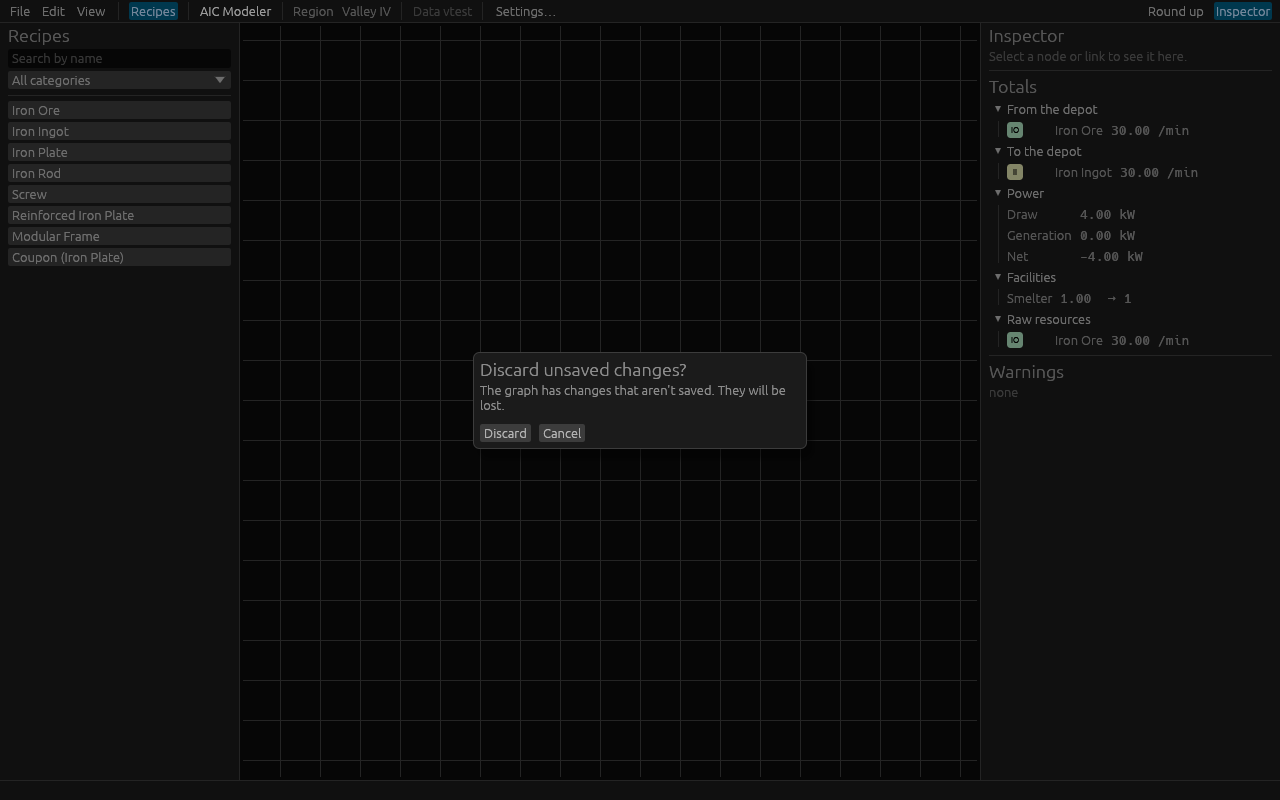 File Edit View Recipes AIC Modeler Region Valley IV Data vtest Settings… Round up Inspector
Recipes
Search by name
All categories
Iron Ore
Iron Ingot
Iron Plate
Iron Rod
Screw
Reinforced Iron Plate
Modular Frame
Coupon (Iron Plate)
Discard unsaved changes?
The graph has changes that aren't saved. They will be
lost.
Discard Cancel
Inspector
Select a node or link to see it here.
Totals
From the depot
IO Iron Ore 30.00 /min
To the depot
II Iron Ingot 30.00 /min
Power
Draw 4.00 kW
Generation 0.00 kW
Net −4.00 kW
Facilities
Smelter 1.00 → 1
Raw resources
IO Iron Ore 30.00 /min
Warnings
none